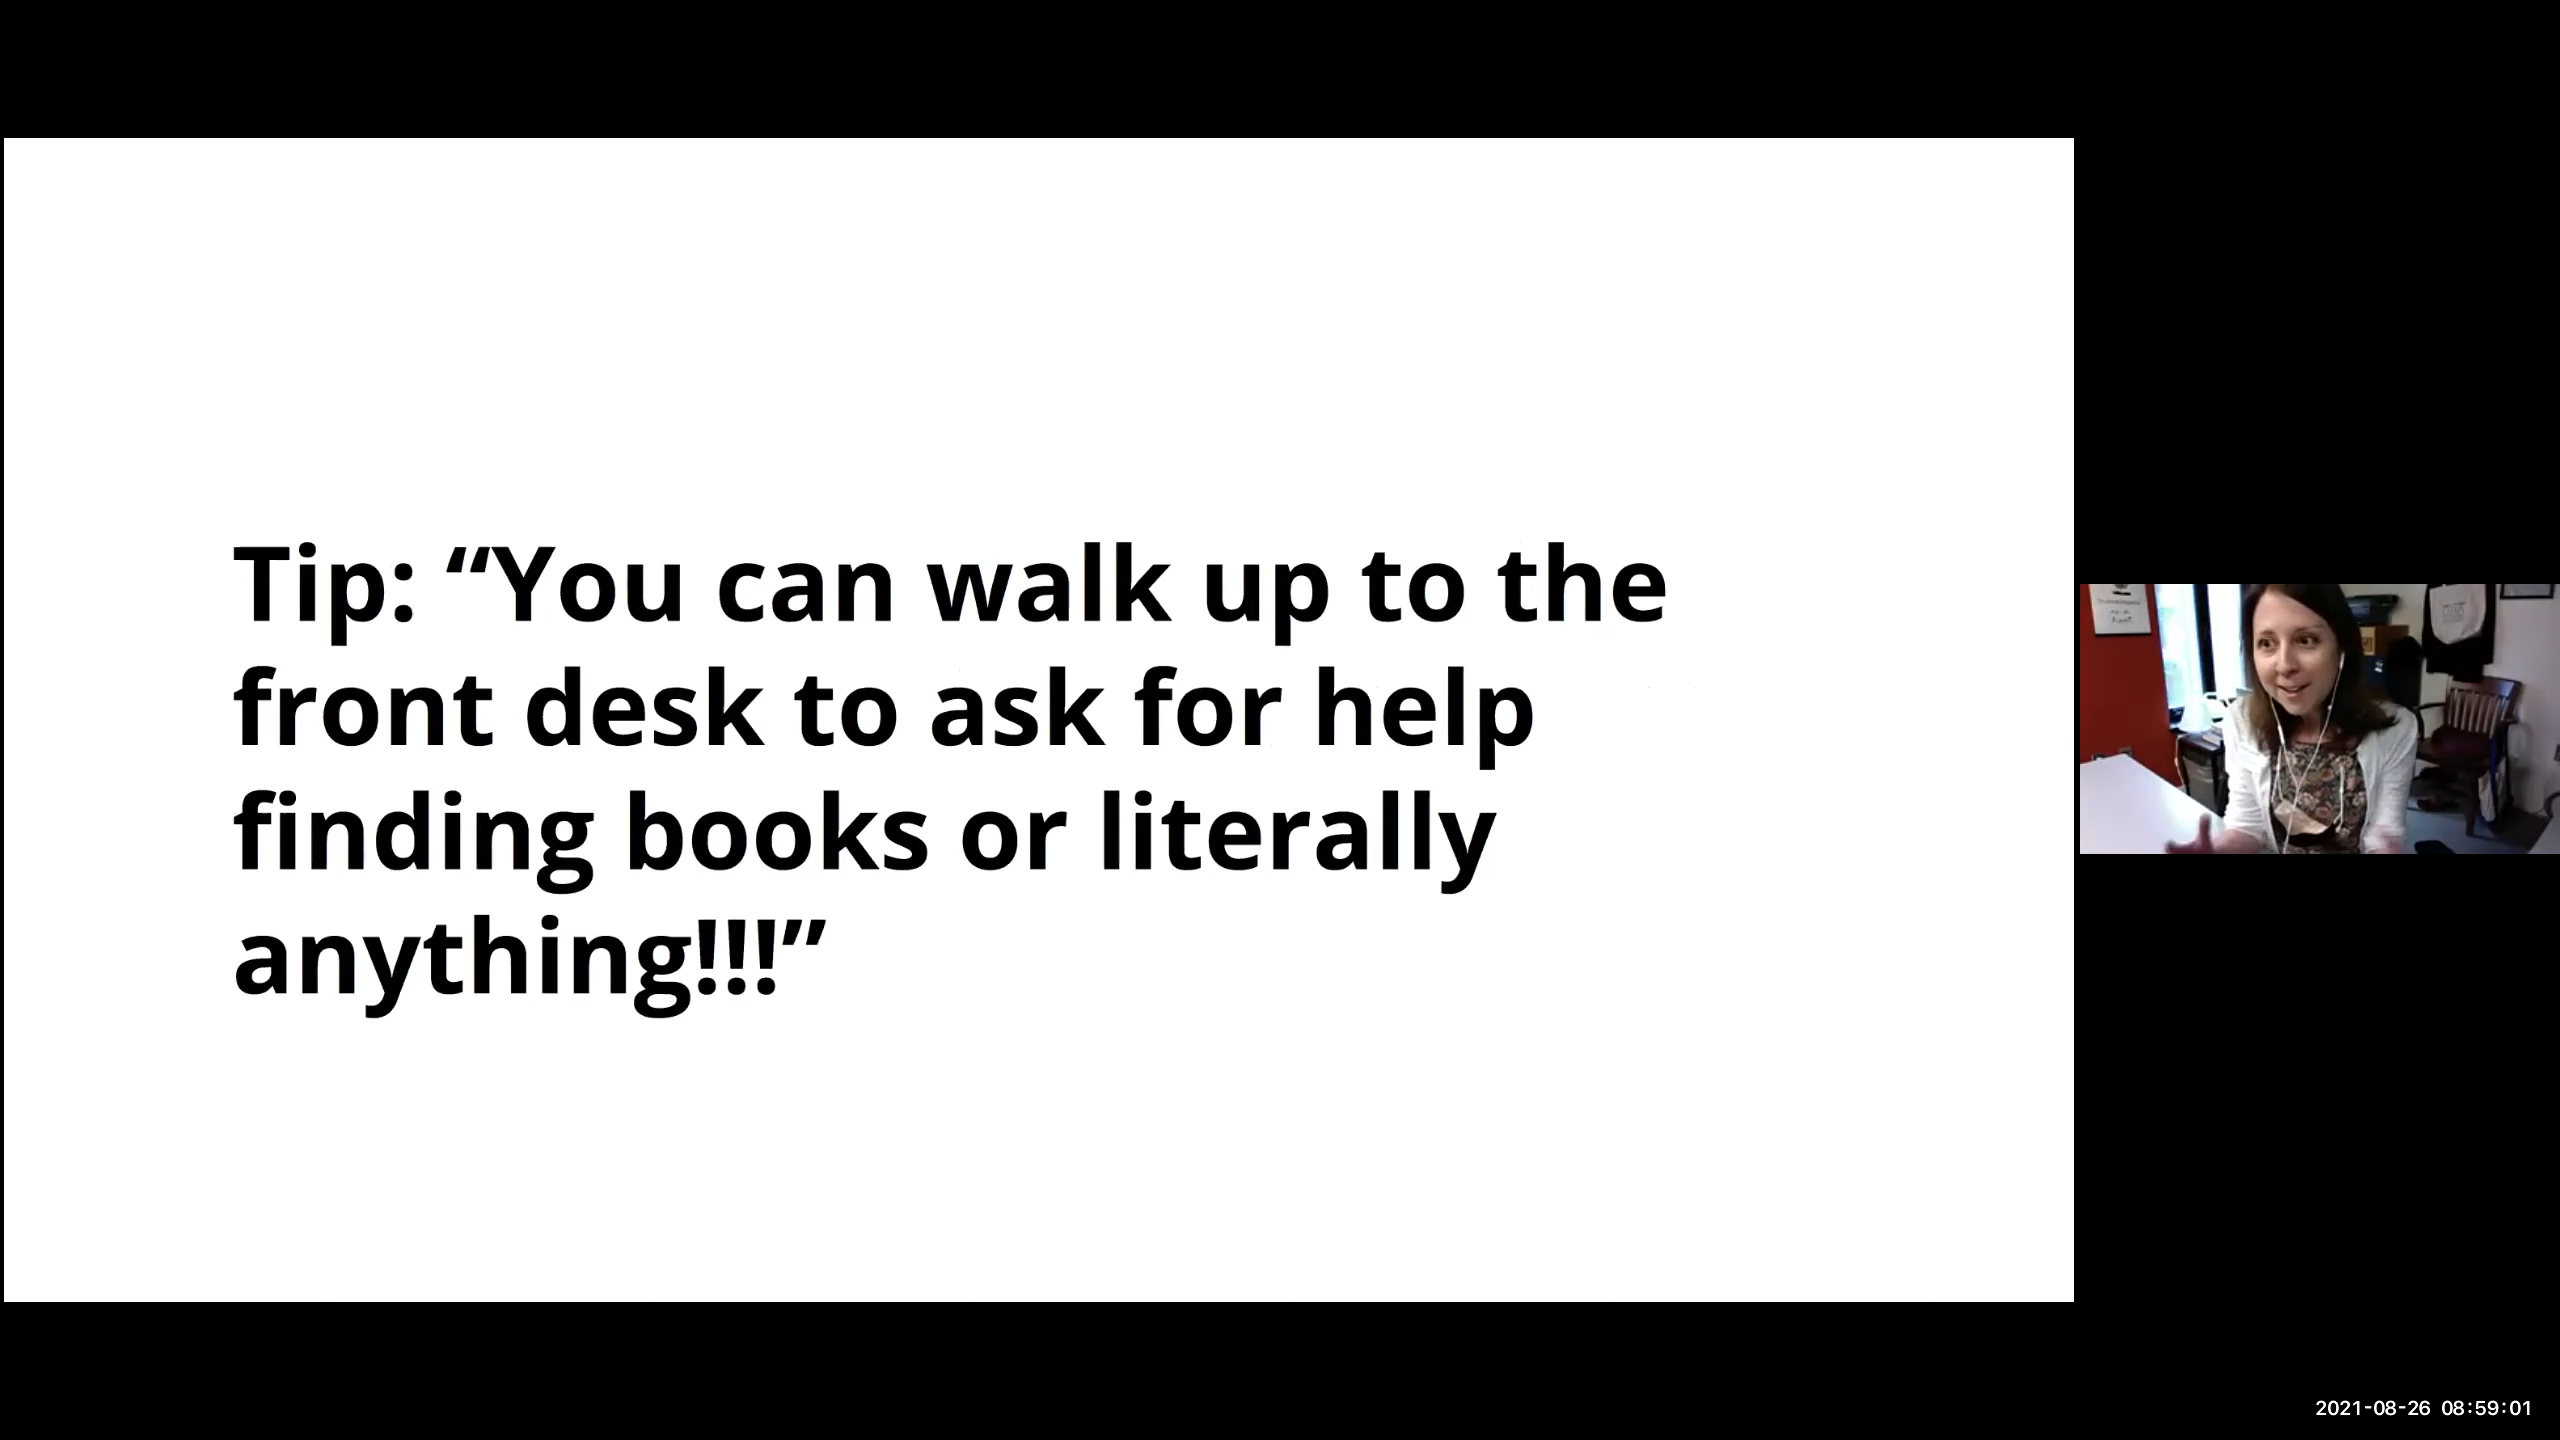 Tip: “You can walk up to the
front desk to ask for help
finding books or literally
anything!!!”
2021-08-26 08:59:01